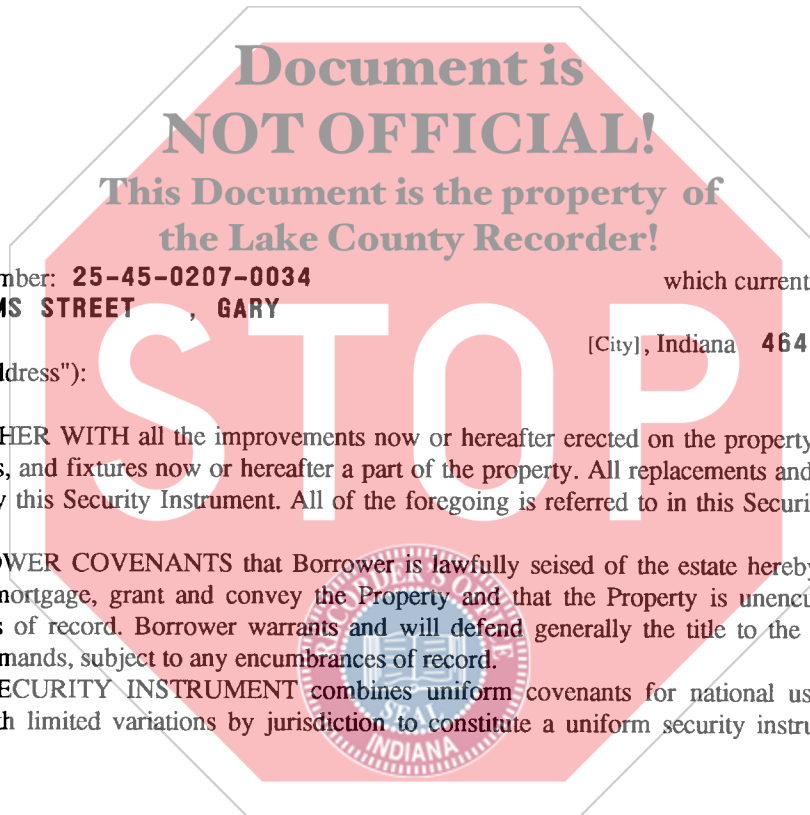 Document is
NOT OFFICIAL!
This Document is the property of
the Lake County Recorder!
mber: 25-45-0207-0034 which current
MS STREET , GARY
[City], Indiana 464
ddress"):
STOP
HER WITH all the improvements now or hereafter erected on the property,
s, and fixtures now or hereafter a part of the property. All replacements and
y this Security Instrument. All of the foregoing is referred to in this Securi
OWER COVENANTS that Borrower is lawfully seised of the estate hereby
mortgage, grant and convey the Property and that the Property is unencu
s of record. Borrower warrants and will defend generally the title to the
mands, subject to any encumbrances of record.
ECURITY INSTRUMENT combines uniform covenants for national us
th limited variations by jurisdiction to constitute a uniform security instru
RECORDER'S OFFICE
SEAL
INDIANA